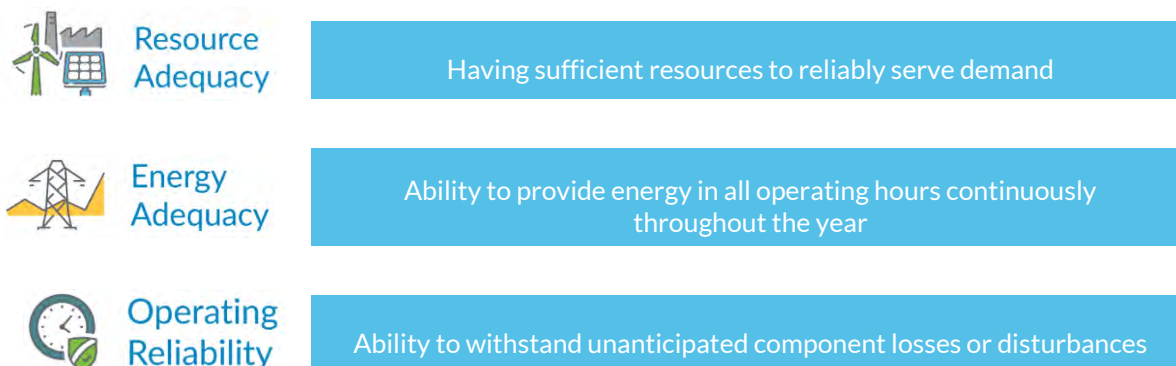 Resource
Adequacy
Having sufficient resources to reliably serve demand
Energy
Adequacy
Ability to provide energy in all operating hours continuously
throughout the year
Operating
Reliability
Ability to withstand unanticipated component losses or disturbances